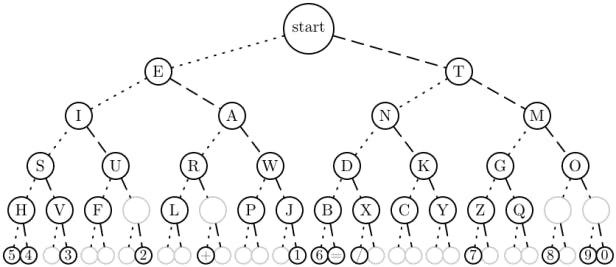 start
E T
I A N M
S U R W D K G O
H V F L P J B X C Y Z Q
5 4 3 2 + 1 6 = / 7 8 9 0